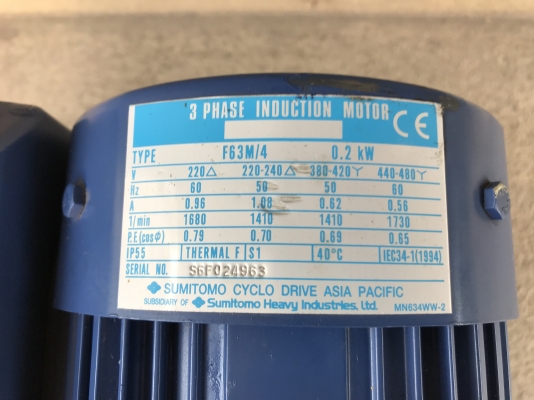 3 PHASE INDUCTION MOTOR
CE
TYPE F63M/4 0.2 kW
V 220△ 220-240△ 380-420Y 440-480Y
Hz 60 50 50 60
A 0.96 1.08 0.62 0.56
1/min 1680 1410 1410 1730
P.F(cosΦ) 0.79 0.70 0.69 0.65
IP55 THERMAL F S1 40°C IEC34-1(1994)
SERIAL NO. S6F024963
SUMITOMO CYCLO DRIVE ASIA PACIFIC
SUBSIDIARY OF Sumitomo Heavy Industries, Ltd. MN634WW-2